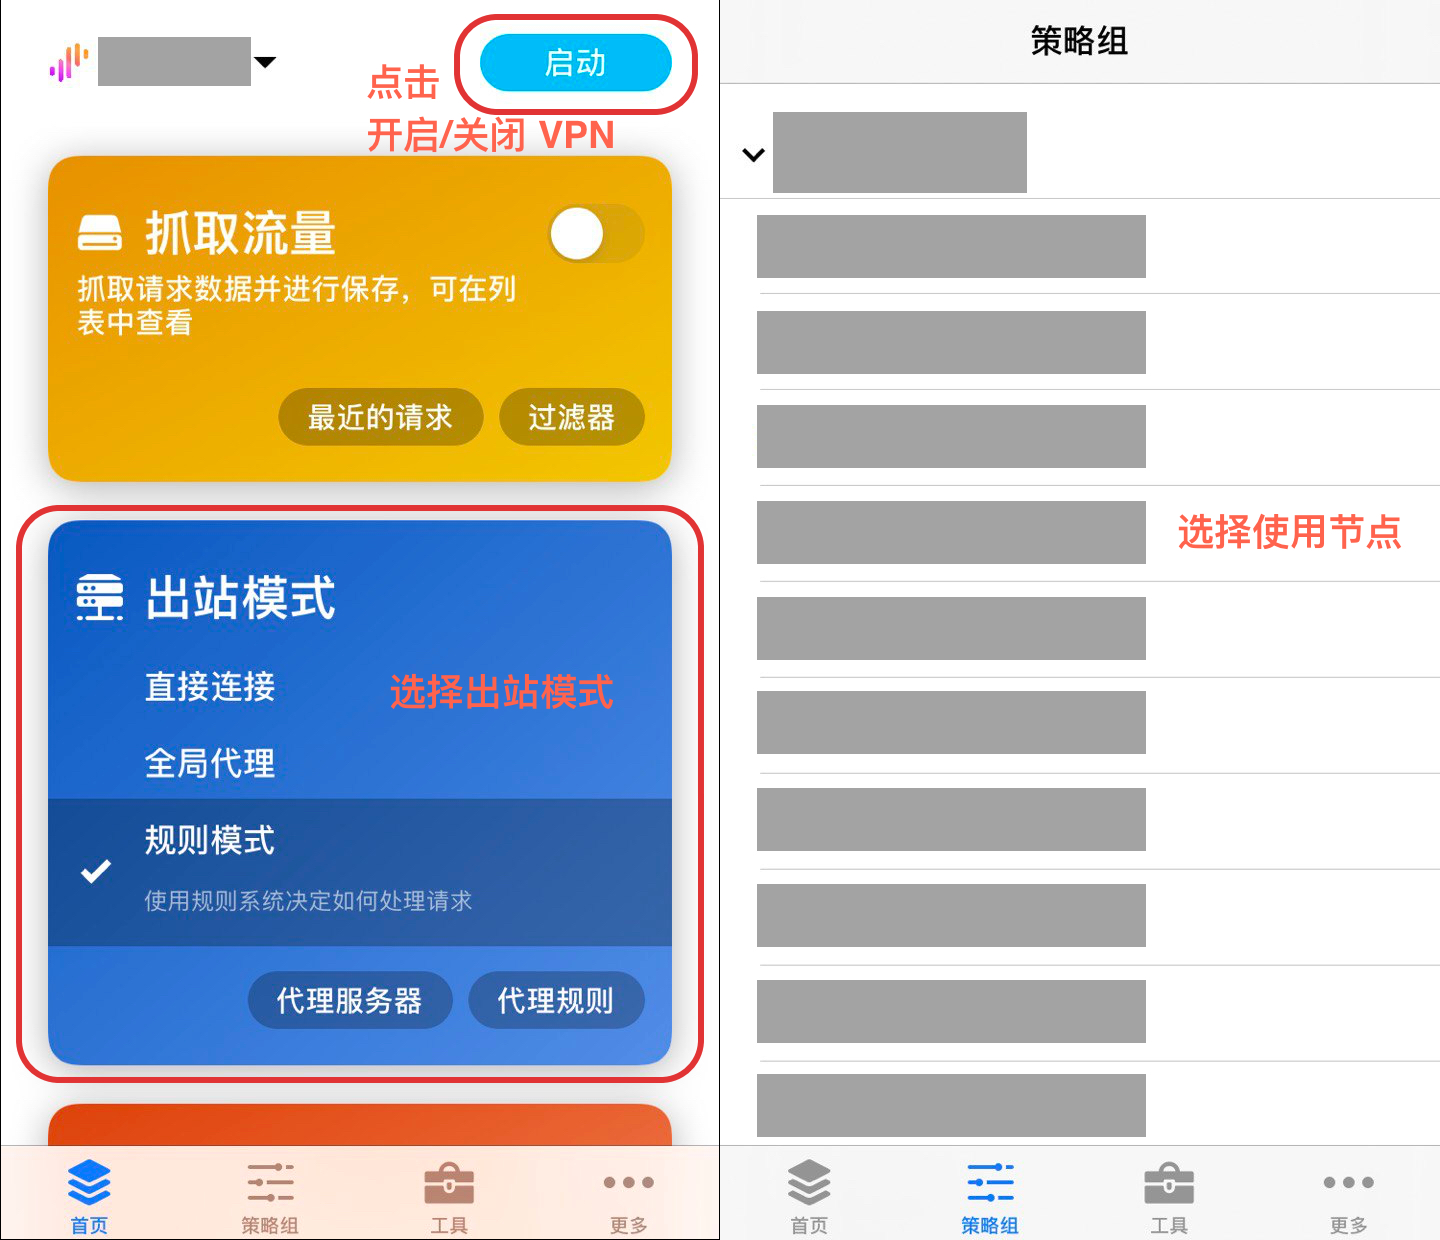 启动
点击
开启/关闭 VPN
抓取流量
抓取请求数据并进行保存，可在列
表中查看
最近的请求
过滤器
出站模式
直接连接
选择出站模式
全局代理
规则模式
使用规则系统决定如何处理请求
代理服务器
代理规则
首页
策略组
工具
更多
策略组
选择使用节点
首页
策略组
工具
更多